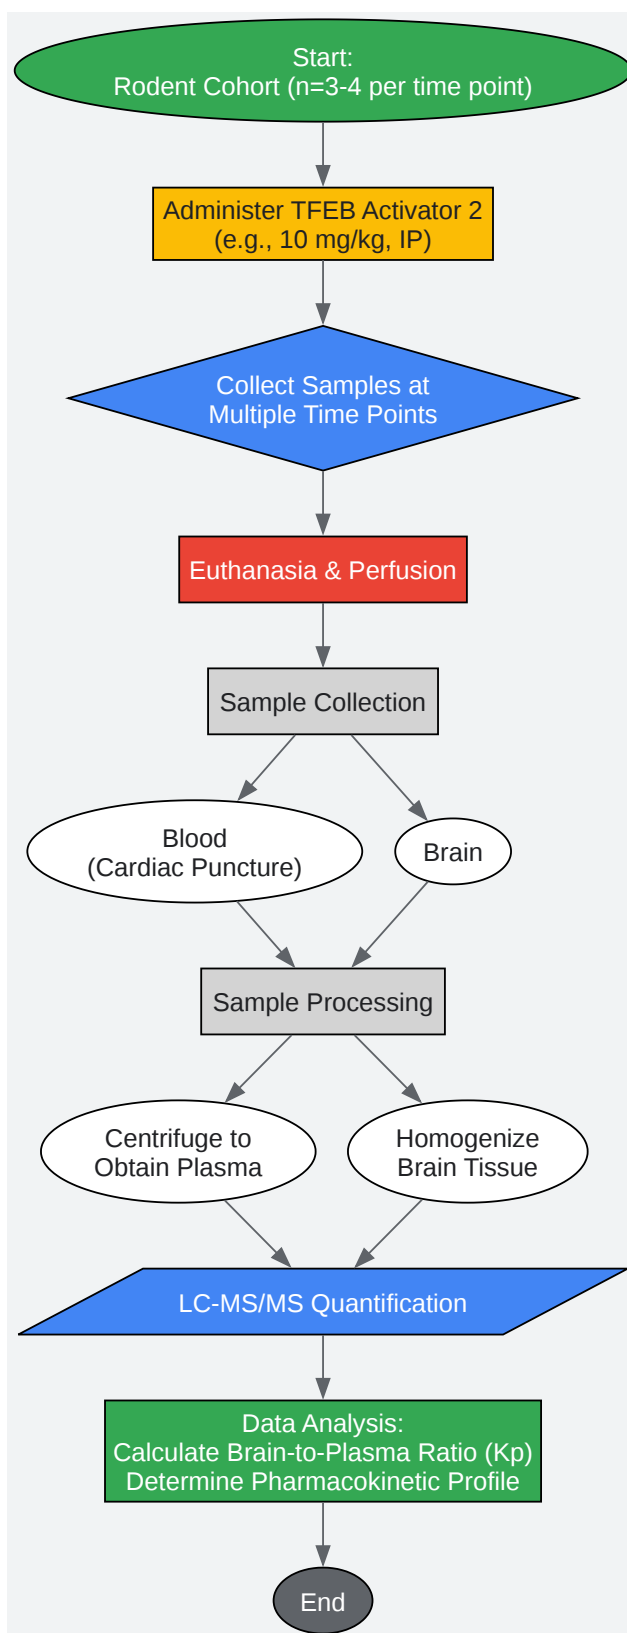 Start:
Rodent Cohort (n=3-4 per time point)
Administer TFEB Activator 2
(e.g., 10 mg/kg, IP)
Collect Samples at
Multiple Time Points
Euthanasia & Perfusion
Sample Collection
Blood
(Cardiac Puncture)
Brain
Sample Processing
Centrifuge to
Obtain Plasma
Homogenize
Brain Tissue
LC-MS/MS Quantification
Data Analysis:
Calculate Brain-to-Plasma Ratio (Kp)
Determine Pharmacokinetic Profile
End